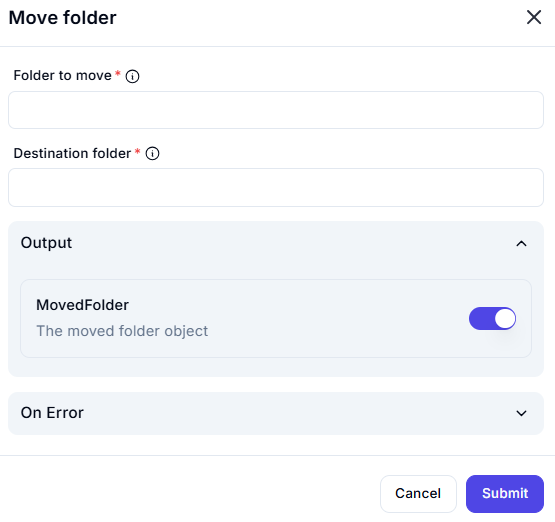 Move folder
Folder to move *
Destination folder *
Output
MovedFolder
The moved folder object
On Error
Cancel
Submit